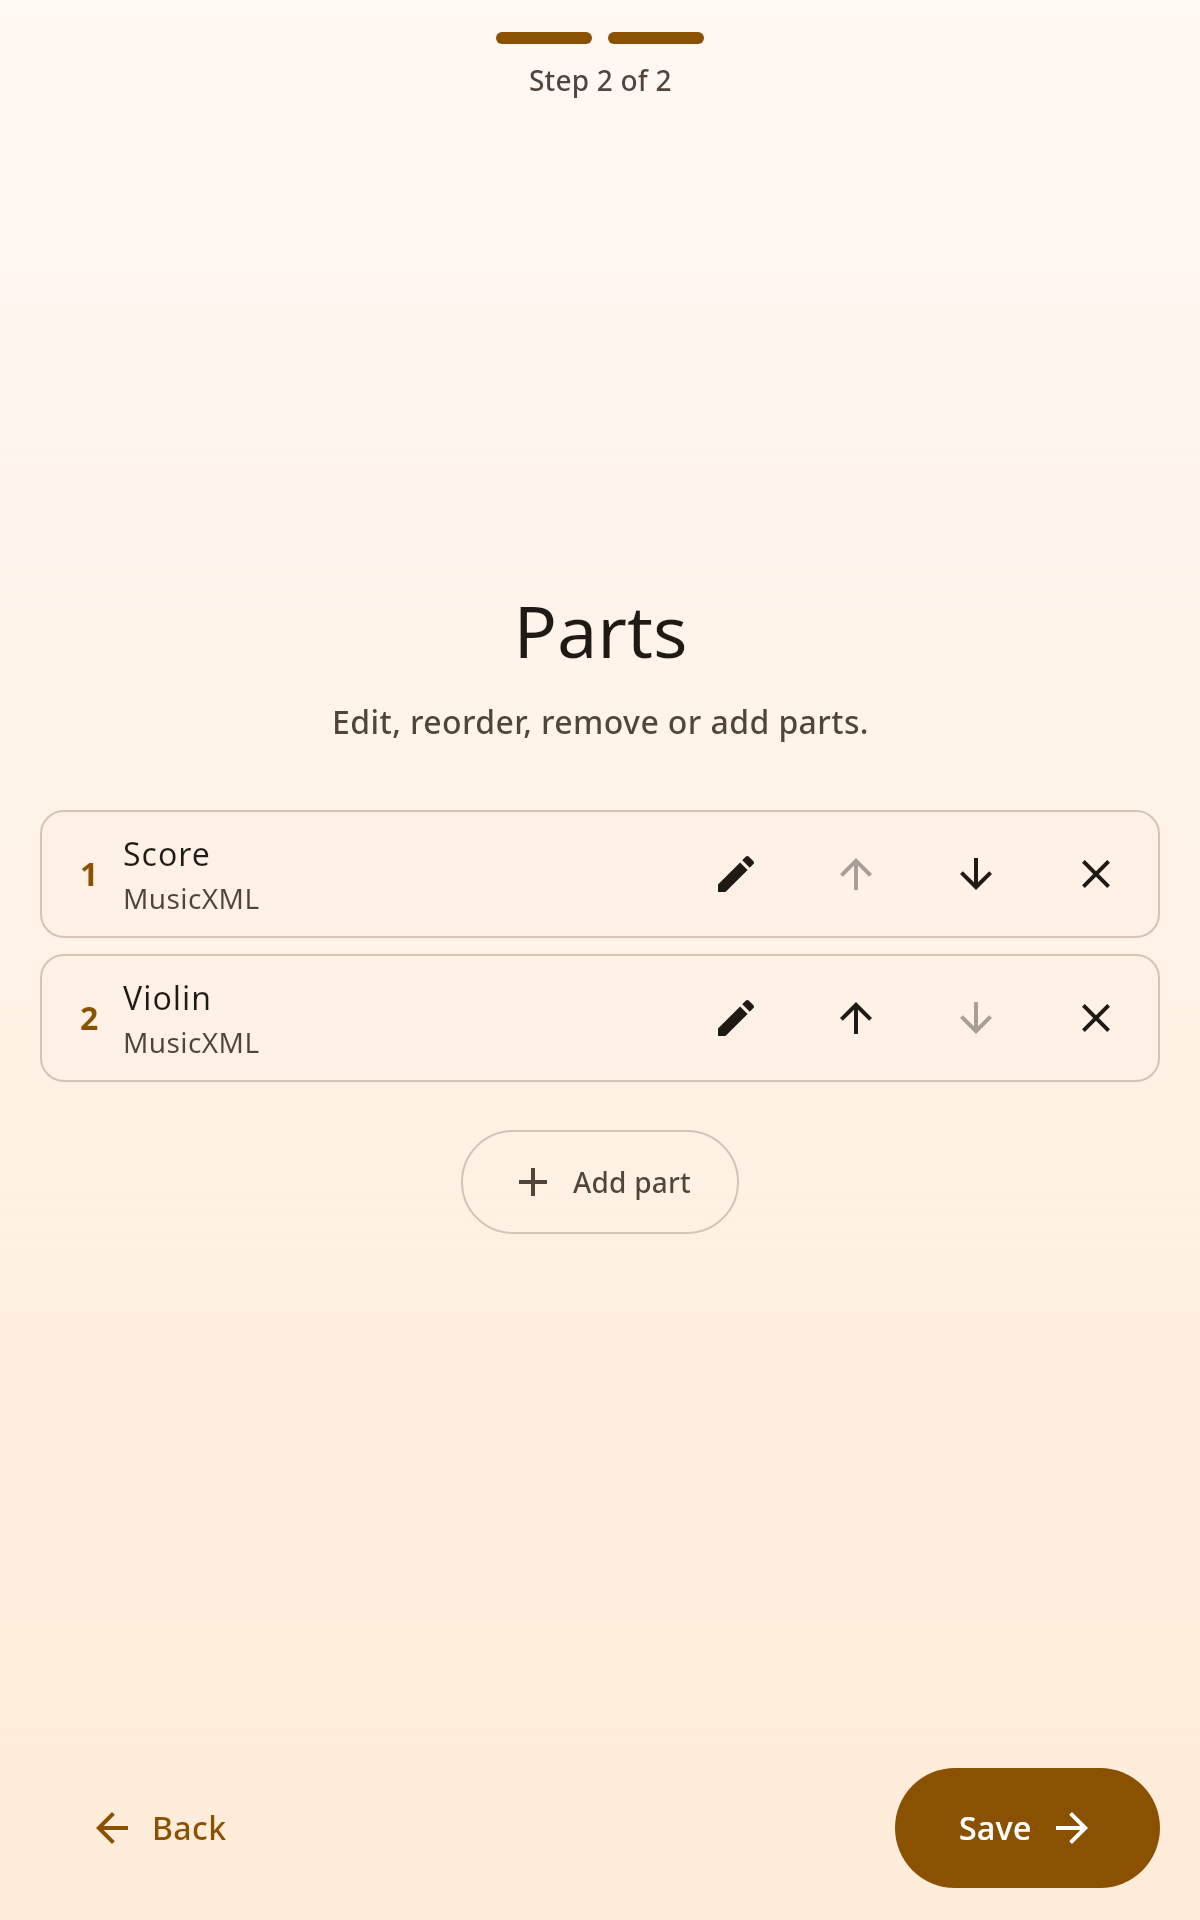 Step 2 of 2
Parts
Edit, reorder, remove or add parts.
1
Score
MusicXML
2
Violin
MusicXML
Add part
Back
Save